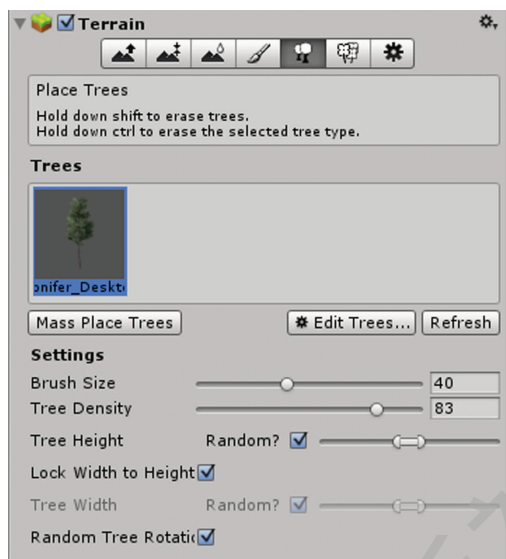 Terrain
Place Trees
Hold down shift to erase trees.
Hold down ctrl to erase the selected tree type.
Trees
onifer_Deskto
Mass Place Trees
Edit Trees...
Refresh
Settings
Brush Size 40
Tree Density 83
Tree Height Random?
Lock Width to Height
Tree Width Random?
Random Tree Rotatic